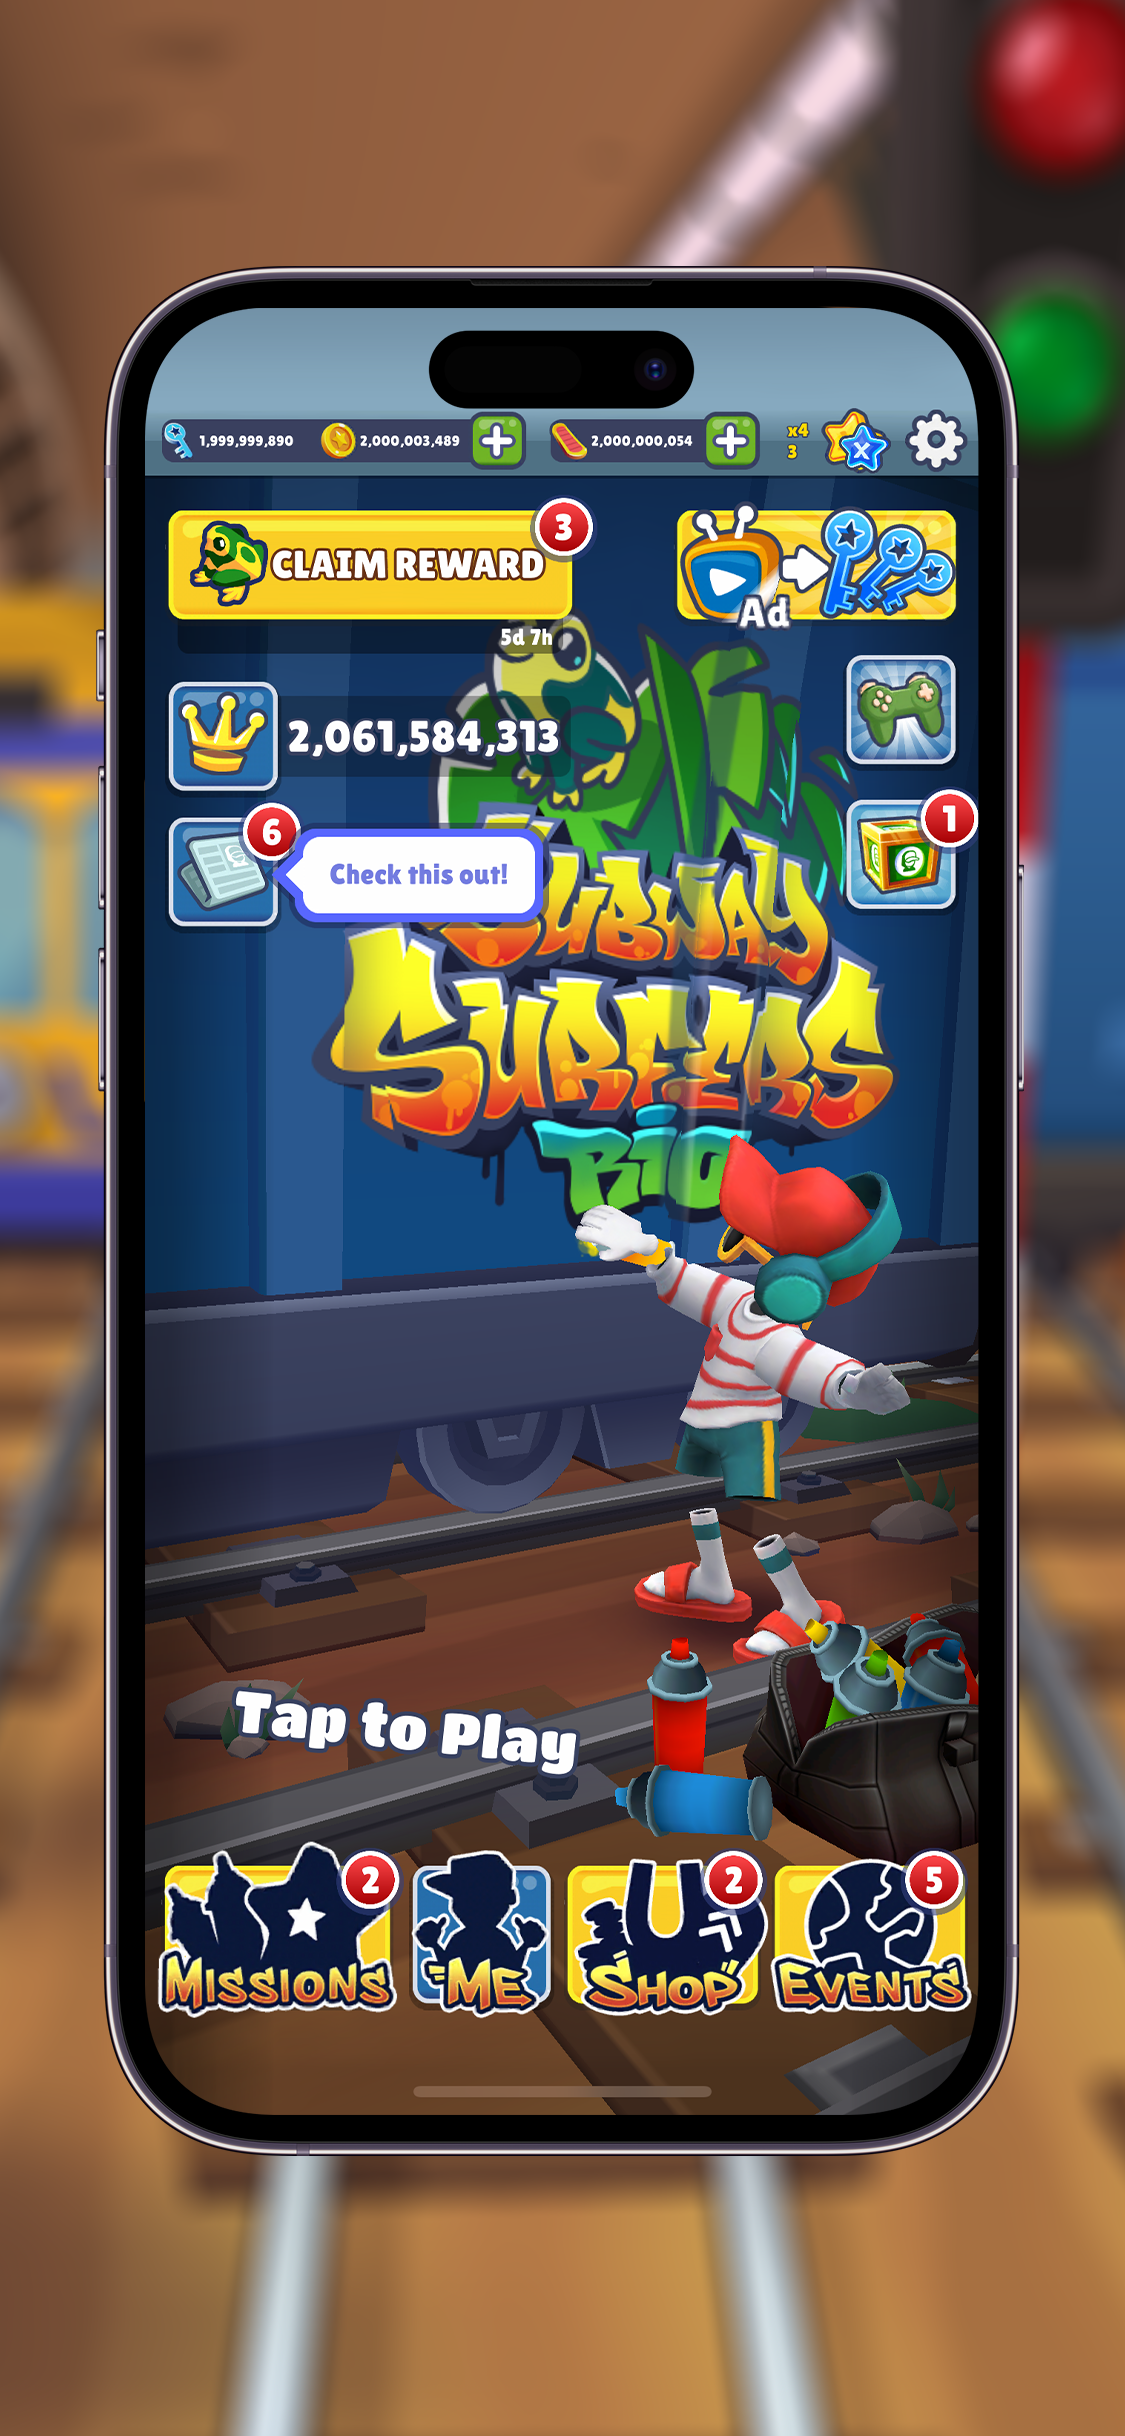 1,999,999,890
2,000,003,489
2,000,000,054
x4
3
x
CLAIM REWARD
3
Ad
5d 7h
2,061,584,313
6
Check this out!
1
SUBWAY
SURFERS
RIO
Tap to Play
MISSIONS
2
ME
SHOP
2
EVENTS
5